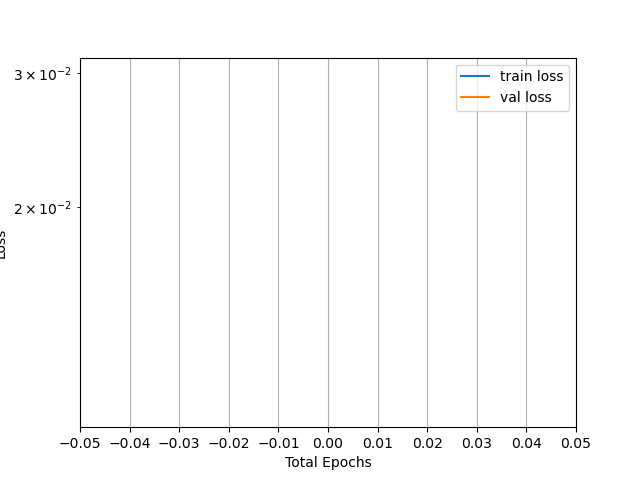 3 × 10⁻²
2 × 10⁻²
Loss
train loss
val loss
−0.05 −0.04 −0.03 −0.02 −0.01 0.00 0.01 0.02 0.03 0.04 0.05
Total Epochs